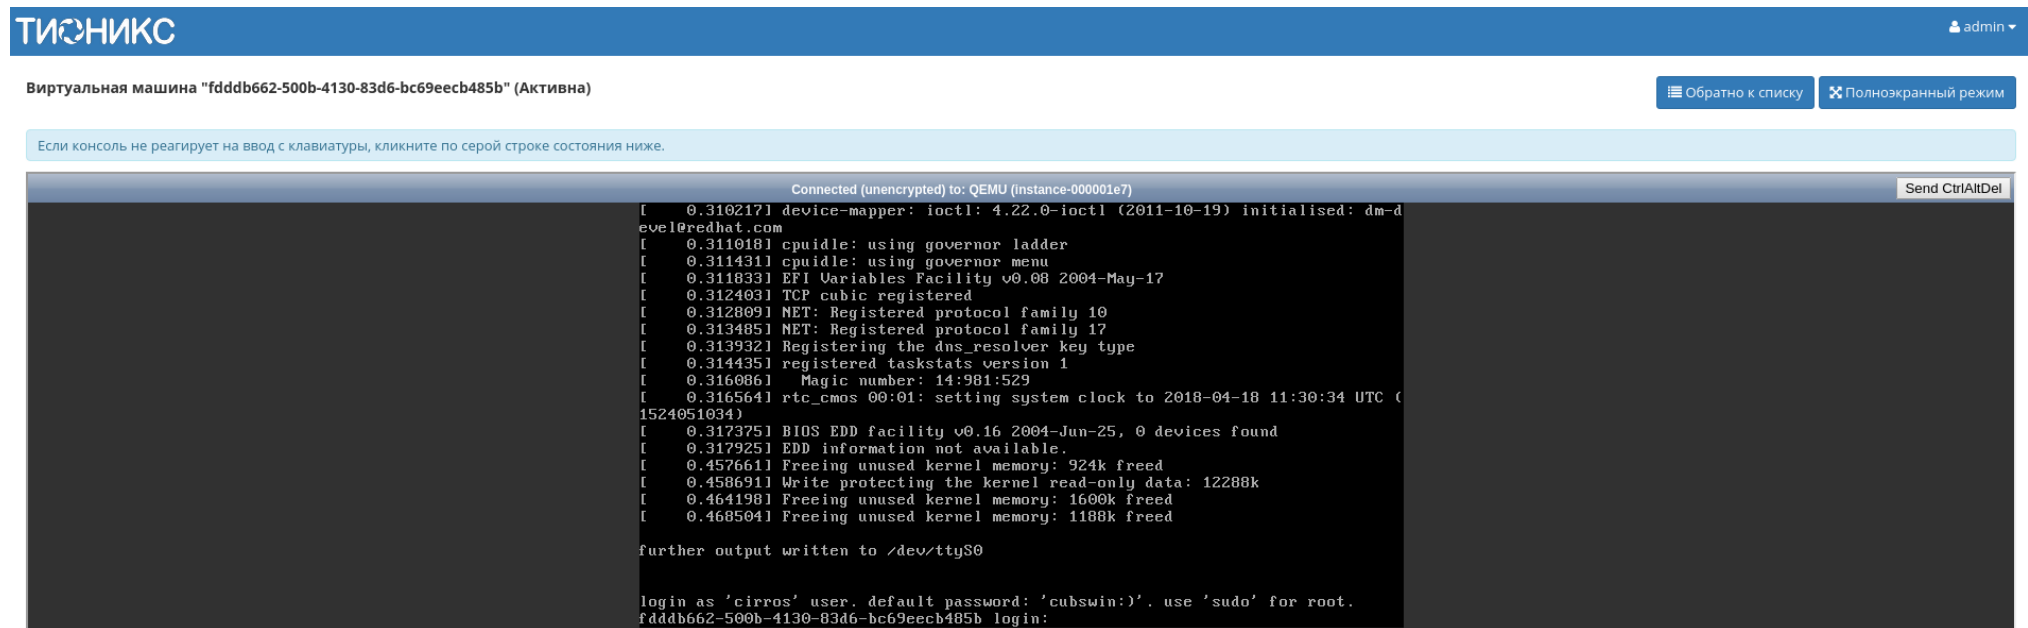 ТИОНИКС
admin
Виртуальная машина "fdddb662-500b-4130-83d6-bc69eecb485b" (Активна)
Обратно к списку
Полноэкранный режим
Если консоль не реагирует на ввод с клавиатуры, кликните по серой строке состояния ниже.
Connected (unencrypted) to: QEMU (instance-000001e7)
Send CtrlAltDel
[    0.310217] device-mapper: ioctl: 4.22.0-ioctl (2011-10-19) initialised: dm-d
evel@redhat.com
[    0.311018] cpuidle: using governor ladder
[    0.311431] cpuidle: using governor menu
[    0.311833] EFI Variables Facility v0.08 2004-May-17
[    0.312403] TCP cubic registered
[    0.312809] NET: Registered protocol family 10
[    0.313485] NET: Registered protocol family 17
[    0.313932] Registering the dns_resolver key type
[    0.314435] registered taskstats version 1
[    0.316086]   Magic number: 14:981:529
[    0.316564] rtc_cmos 00:01: setting system clock to 2018-04-18 11:30:34 UTC (
1524051034)
[    0.317375] BIOS EDD facility v0.16 2004-Jun-25, 0 devices found
[    0.317925] EDD information not available.
[    0.457661] Freeing unused kernel memory: 924k freed
[    0.458691] Write protecting the kernel read-only data: 12288k
[    0.464198] Freeing unused kernel memory: 1600k freed
[    0.468504] Freeing unused kernel memory: 1188k freed
further output written to /dev/ttyS0
login as 'cirros' user. default password: 'cubswin:)'. use 'sudo' for root.
fdddb662-500b-4130-83d6-bc69eecb485b login: